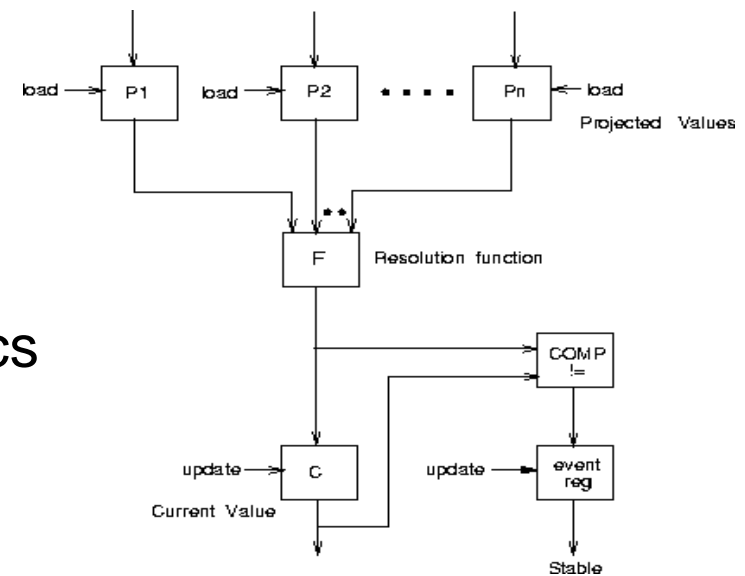 load P1 load P2 Pn load
Projected Values
F Resolution function
cs
COMP
!=
update C update event
reg
Current Value
Stable